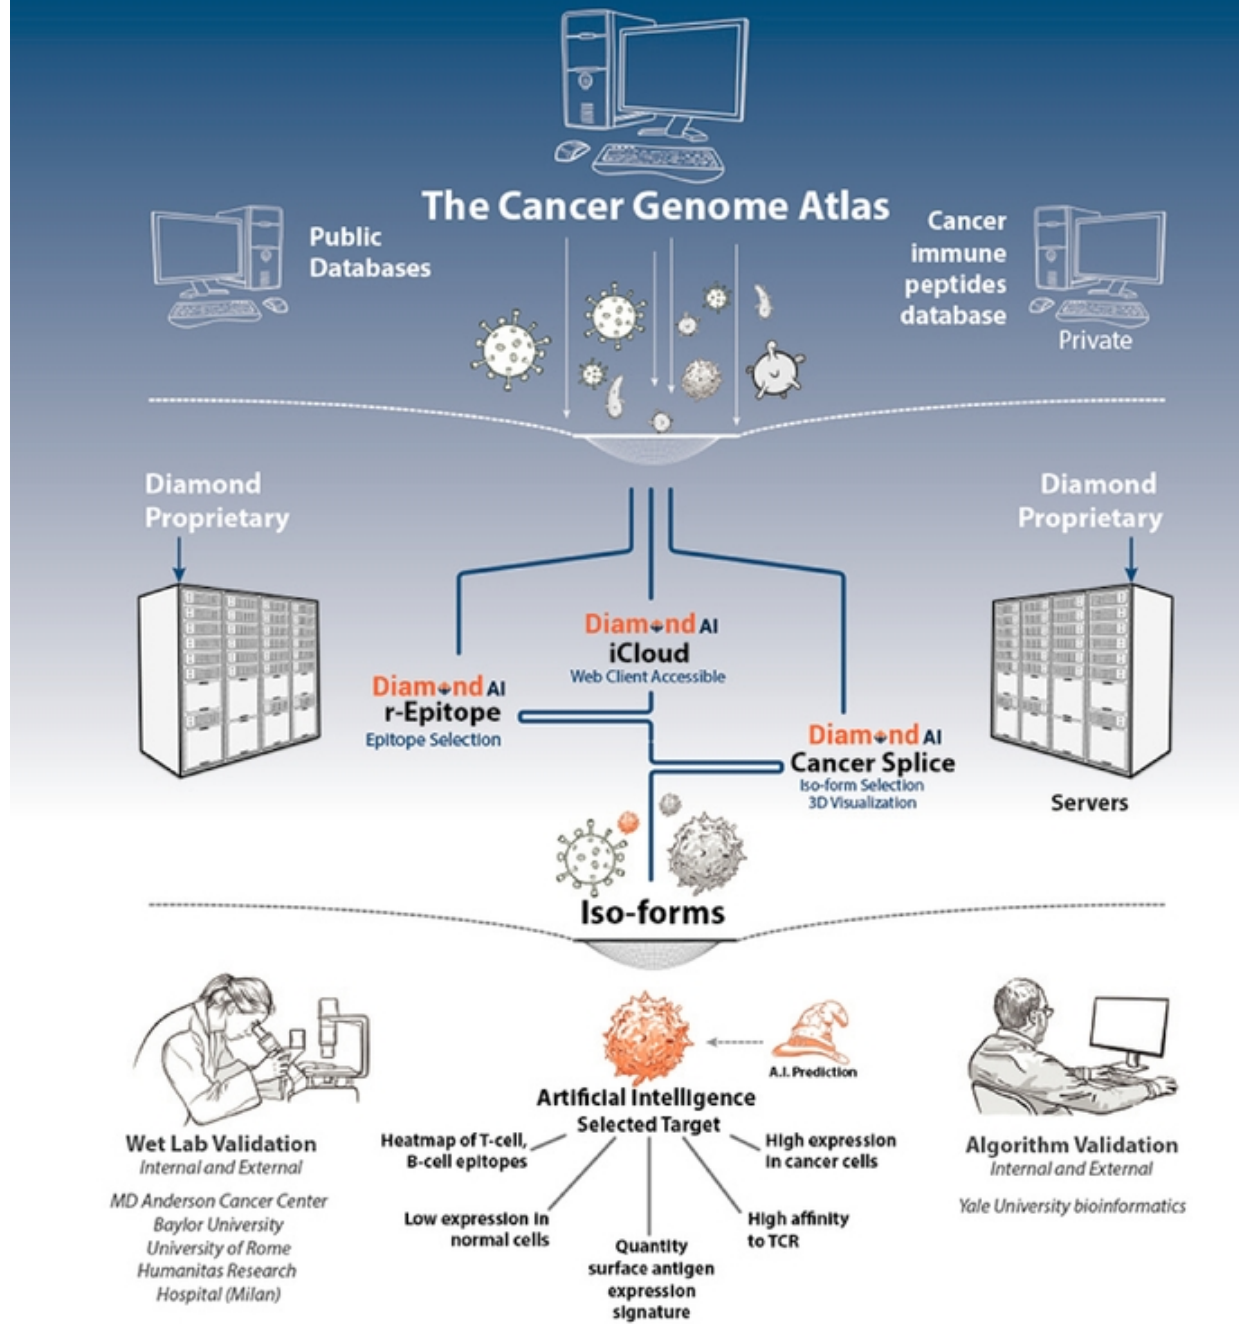 The Cancer Genome Atlas
Public
Databases
Cancer
immune
peptides
database
Private
Diamond
Proprietary
Diamond
Proprietary
Diamond AI
iCloud
Web Client Accessible
Diamond AI
r-Epitope
Epitope Selection
Diamond AI
Cancer Splice
Iso-form Selection
3D Visualization
Servers
Iso-forms
A.I. Prediction
Artificial Intelligence
Selected Target
Heatmap of T-cell,
B-cell epitopes
High expression
in cancer cells
Low expression in
normal cells
High affinity
to TCR
Quantity
surface antigen
expression
signature
Wet Lab Validation
Internal and External
MD Anderson Cancer Center
Baylor University
University of Rome
Humanitas Research
Hospital (Milan)
Algorithm Validation
Internal and External
Yale University bioinformatics